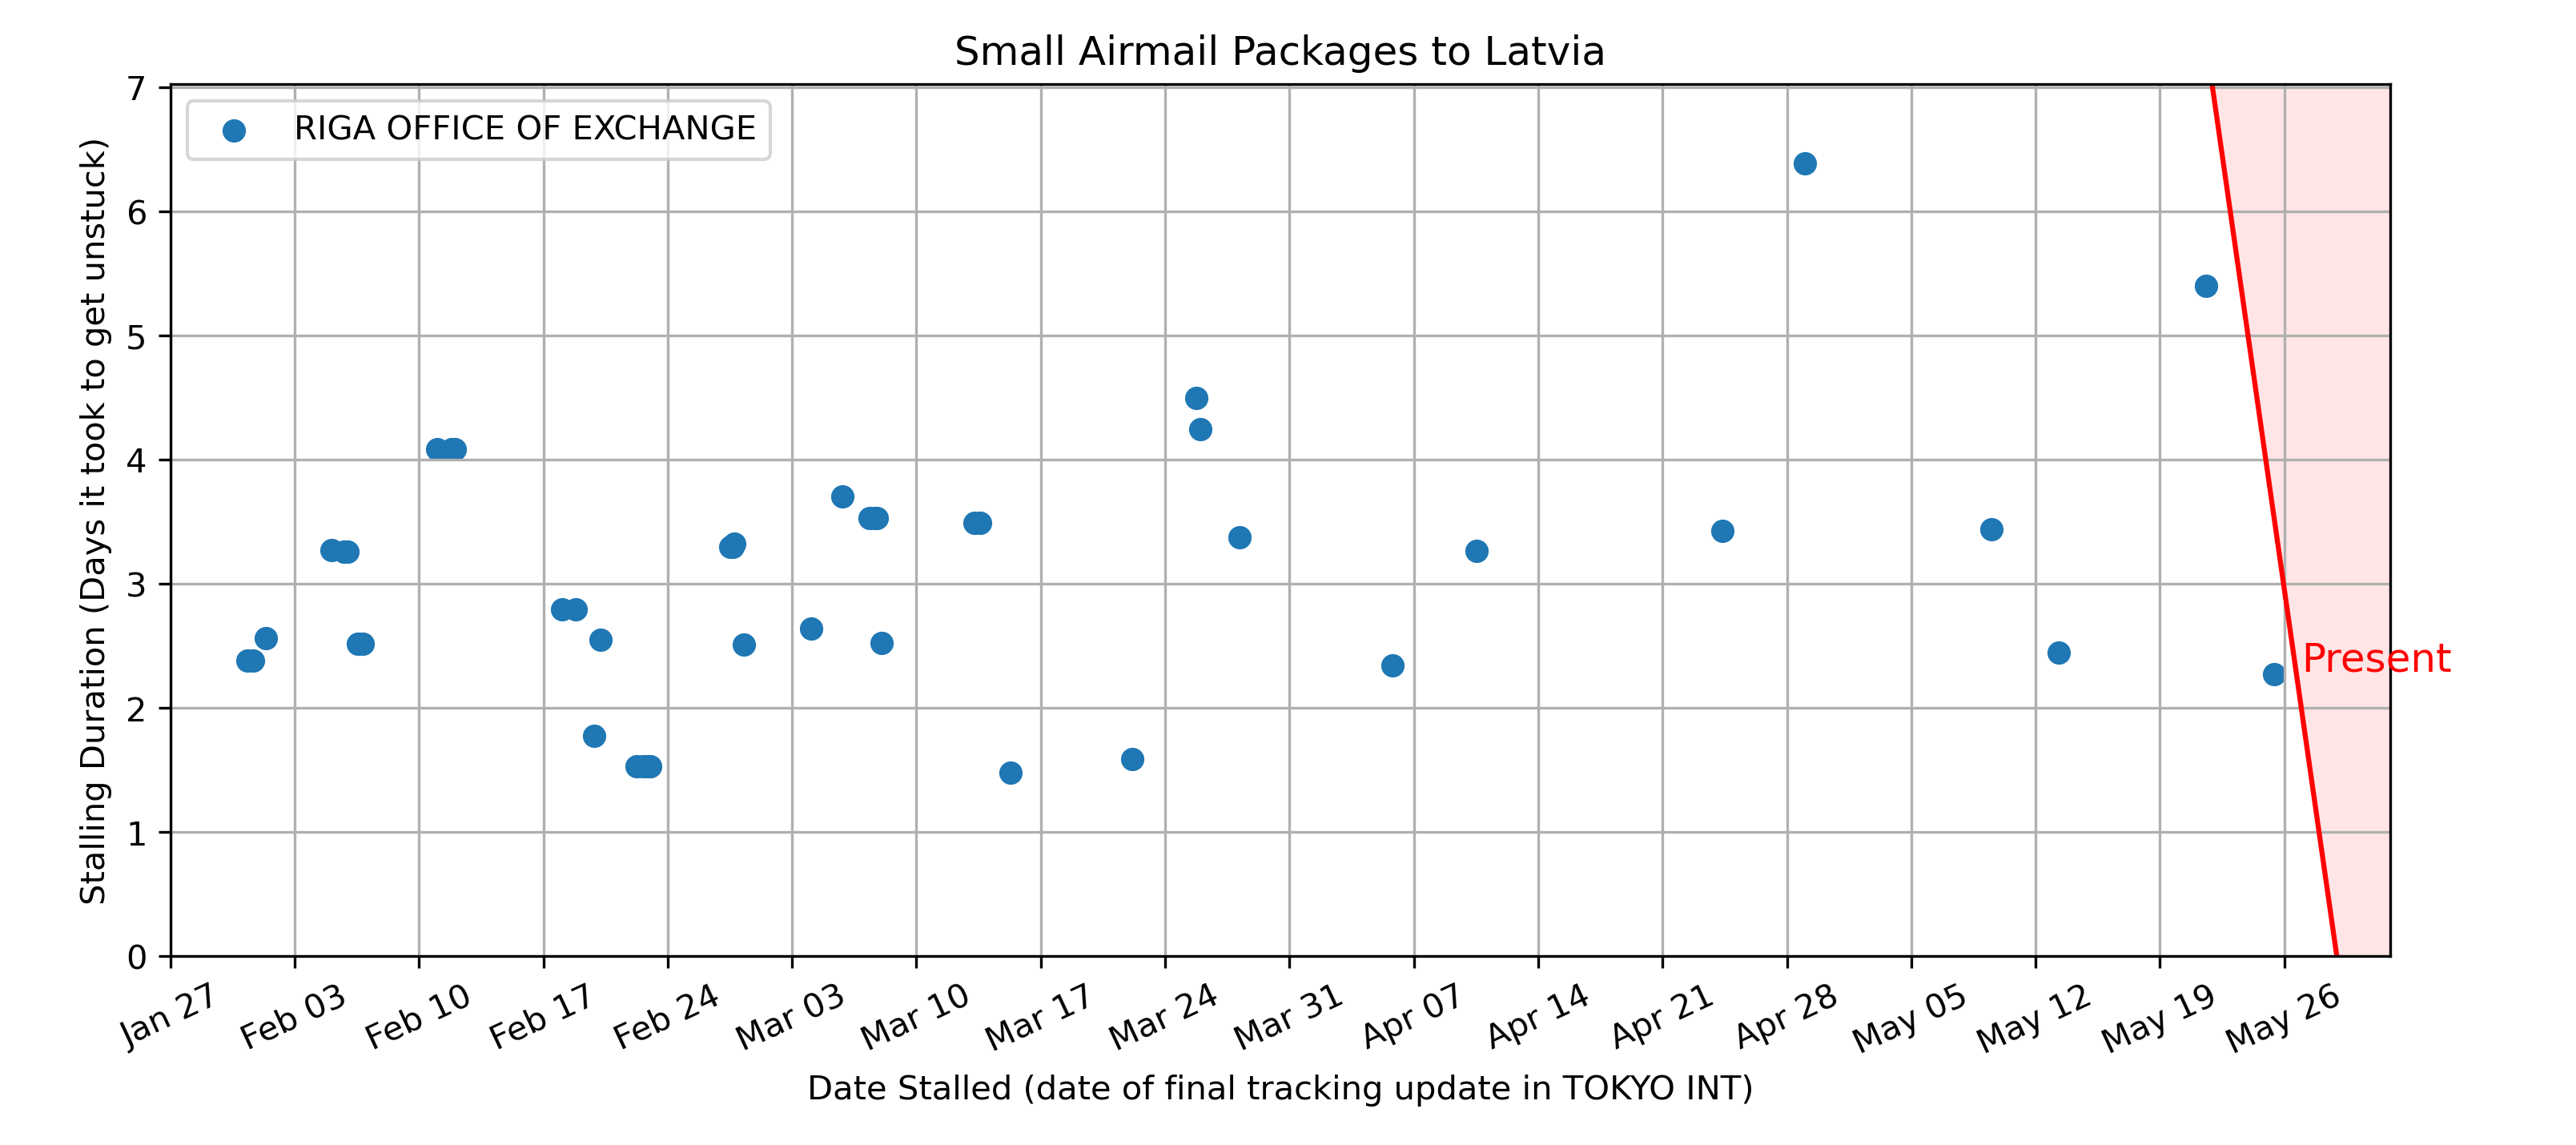 Small Airmail Packages to Latvia
RIGA OFFICE OF EXCHANGE
Stalling Duration (Days it took to get unstuck)
7
6
5
4
3
2
1
0
Present
Jan 27
Feb 03
Feb 10
Feb 17
Feb 24
Mar 03
Mar 10
Mar 17
Mar 24
Mar 31
Apr 07
Apr 14
Apr 21
Apr 28
May 05
May 12
May 19
May 26
Date Stalled (date of final tracking update in TOKYO INT)